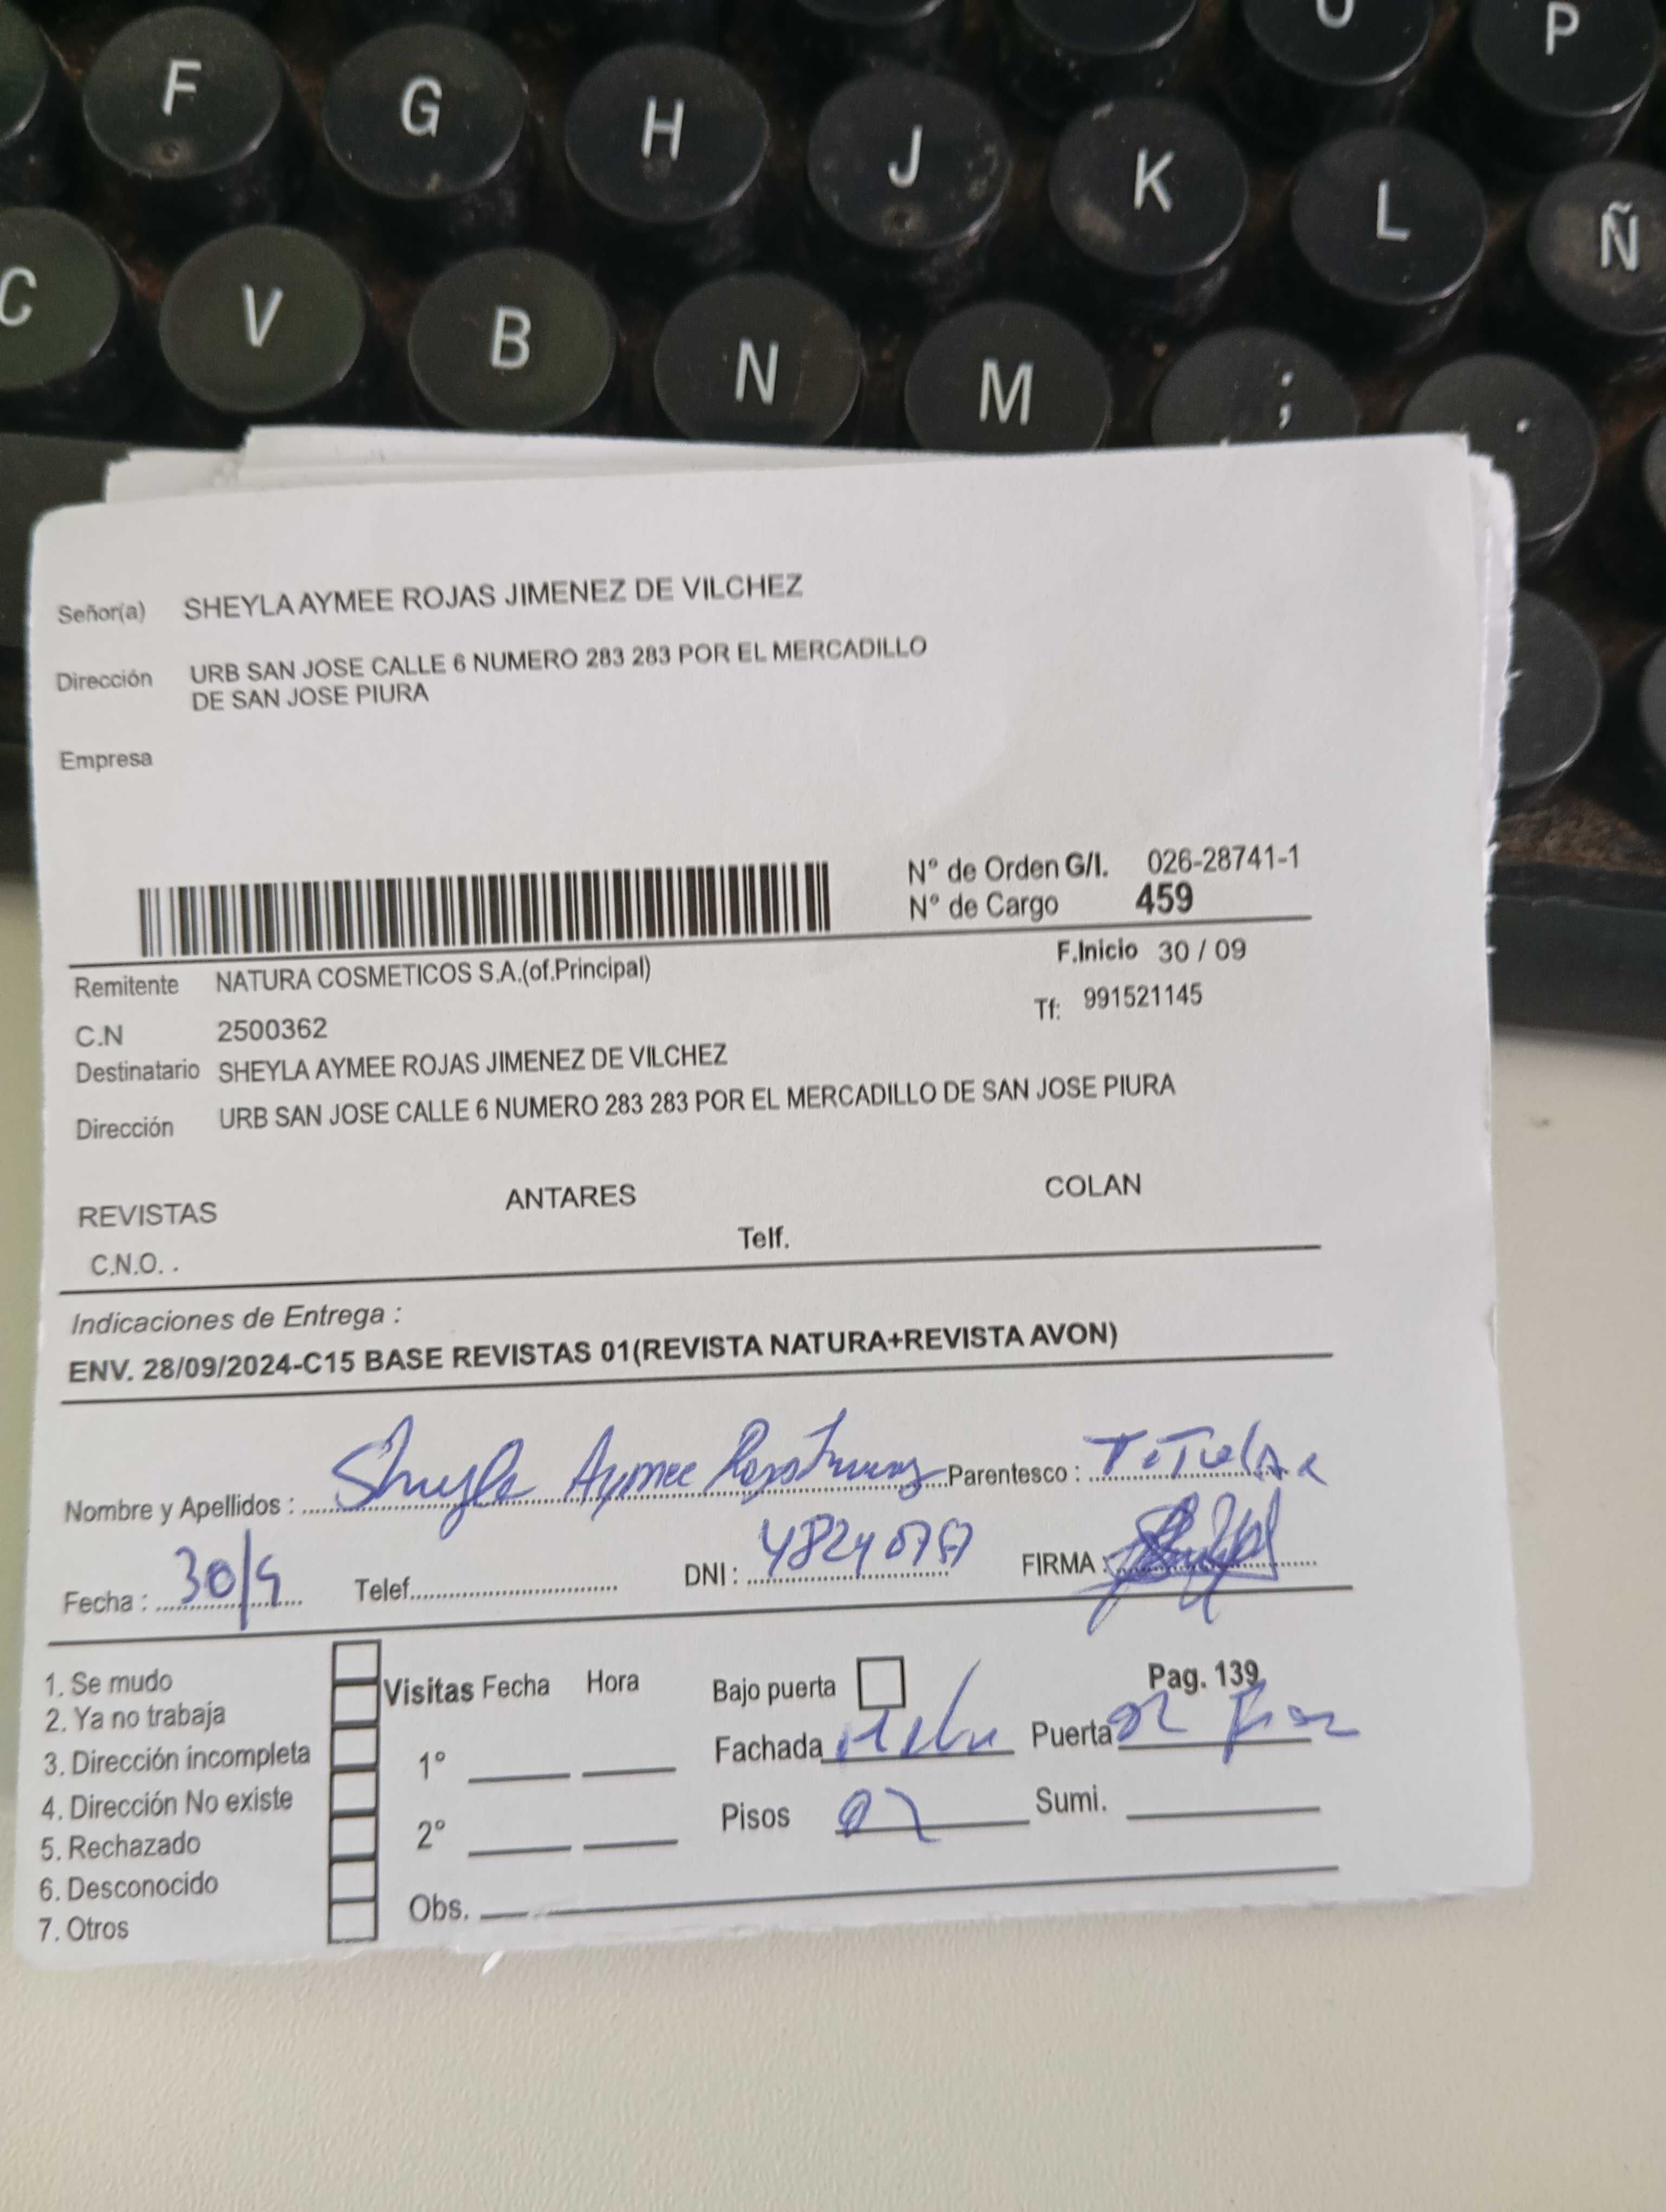 O P
F G H J K L Ñ
C V B N M ; .
Señor(a) SHEYLA AYMEE ROJAS JIMENEZ DE VILCHEZ
Dirección URB SAN JOSE CALLE 6 NUMERO 283 283 POR EL MERCADILLO
DE SAN JOSE PIURA
Empresa
N° de Orden G/I. 026-28741-1
N° de Cargo 459
F.Inicio 30 / 09
Remitente NATURA COSMETICOS S.A.(of.Principal)
Tf: 991521145
C.N 2500362
Destinatario SHEYLA AYMEE ROJAS JIMENEZ DE VILCHEZ
Dirección URB SAN JOSE CALLE 6 NUMERO 283 283 POR EL MERCADILLO DE SAN JOSE PIURA
REVISTAS ANTARES COLAN
C.N.O. . Telf.
Indicaciones de Entrega :
ENV. 28/09/2024-C15 BASE REVISTAS 01(REVISTA NATURA+REVISTA AVON)
Nombre y Apellidos : Sheyla Aymee Rojas Parentesco : Titular
Fecha : 30/9 Telef. DNI : FIRMA :
1. Se mudo
2. Ya no trabaja
3. Dirección incompleta
4. Dirección No existe
5. Rechazado
6. Desconocido
7. Otros
Visitas Fecha Hora
1°
2°
Obs.
Bajo puerta Pag. 139
Fachada Puerta
Pisos 02 Sumi.